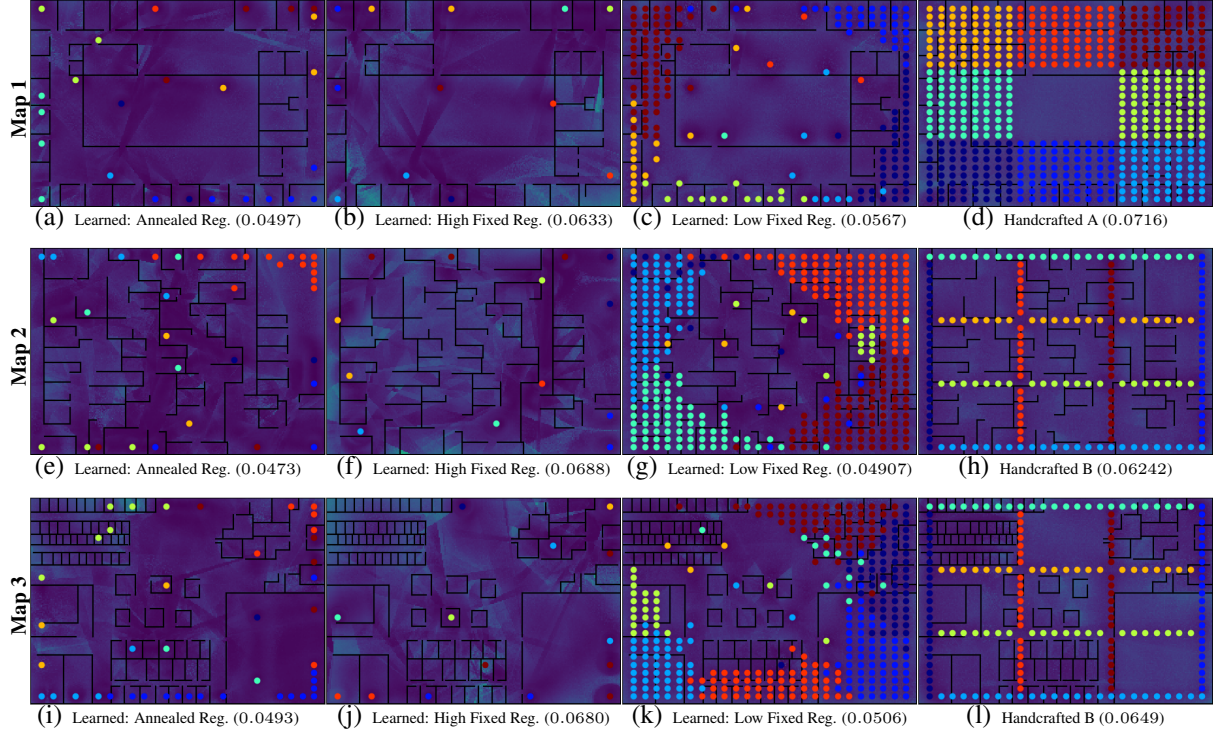 Map 1
(a) Learned: Annealed Reg. (0.0497)
(b) Learned: High Fixed Reg. (0.0633)
(c) Learned: Low Fixed Reg. (0.0567)
(d) Handcrafted A (0.0716)
Map 2
(e) Learned: Annealed Reg. (0.0473)
(f) Learned: High Fixed Reg. (0.0688)
(g) Learned: Low Fixed Reg. (0.04907)
(h) Handcrafted B (0.06242)
Map 3
(i) Learned: Annealed Reg. (0.0493)
(j) Learned: High Fixed Reg. (0.0680)
(k) Learned: Low Fixed Reg. (0.0506)
(l) Handcrafted B (0.0649)